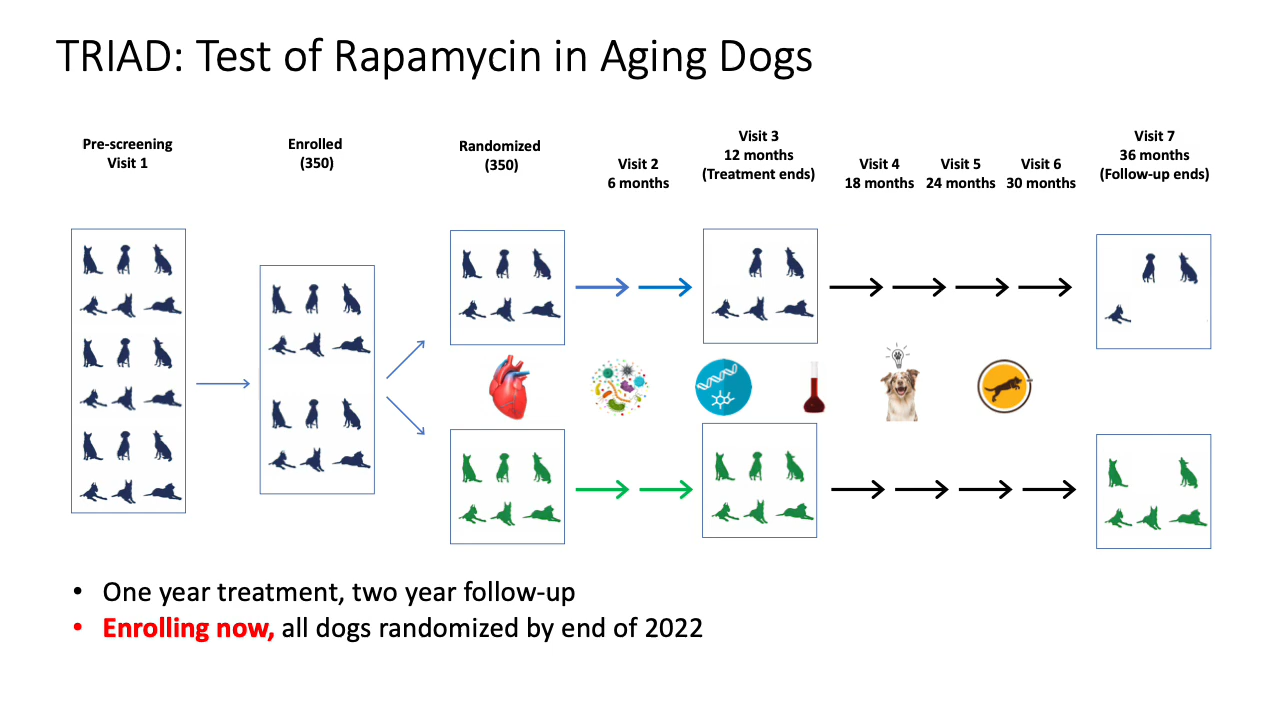 TRIAD: Test of Rapamycin in Aging Dogs
Pre-screening
Visit 1
Enrolled
(350)
Randomized
(350)
Visit 2
6 months
Visit 3
12 months
(Treatment ends)
Visit 4
18 months
Visit 5
24 months
Visit 6
30 months
Visit 7
36 months
(Follow-up ends)
• One year treatment, two year follow-up
• Enrolling now, all dogs randomized by end of 2022